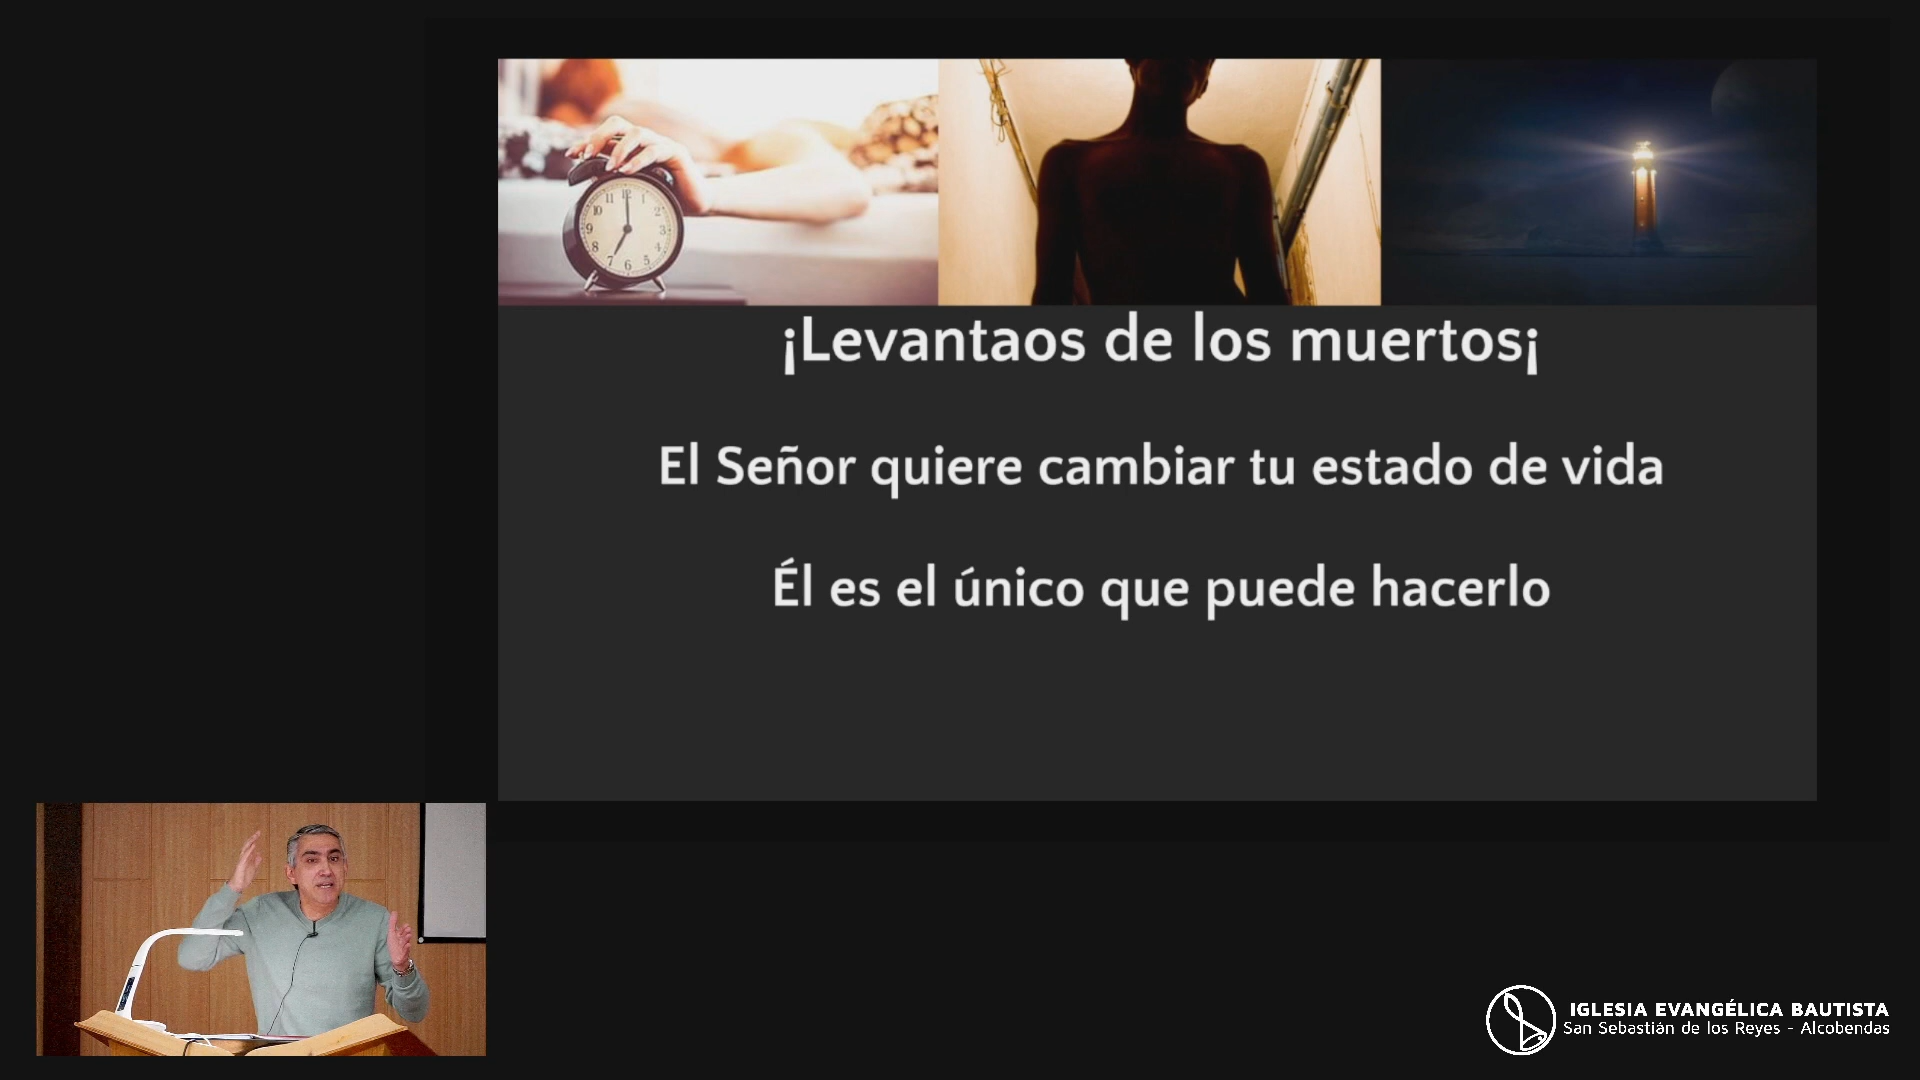 ¡Levantaos de los muertos¡
El Señor quiere cambiar tu estado de vida
Él es el único que puede hacerlo
IGLESIA EVANGÉLICA BAUTISTA
San Sebastián de los Reyes - Alcobendas